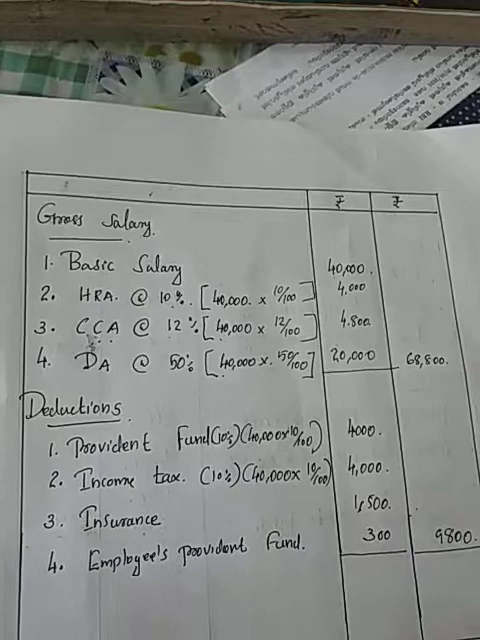 ₹ ₹
Gross Salary.
1. Basic Salary 40,000.
2. HRA. @ 10%. [40,000. x 10/100] 4.000
3. CCA @ 12% [40,000 x 12/100] 4.800.
4. DA @ 50% [40,000 x. 50/100] 20,000 68,800.
Deductions.
1. Provident Fund(10%)(40,000x10/100) 4000.
2. Income tax. (10%)(40,000x 10/100) 4,000.
3. Insurance 1,500.
4. Employee's provident Fund. 300 9800.